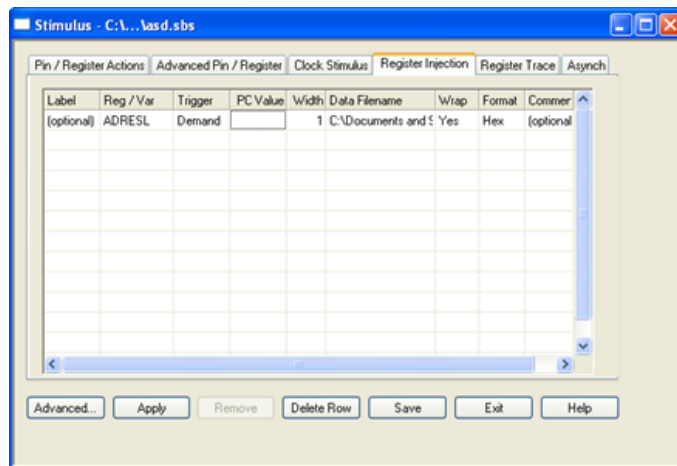 Stimulus - C:\...\asd.sbs
Pin / Register Actions Advanced Pin / Register Clock Stimulus Register Injection Register Trace Asynch
Label Reg / Var Trigger PC Value Width Data Filename Wrap Format Commer
(optional) ADRESL Demand 1 C:\Documents and S Yes Hex (optional
Advanced... Apply Remove Delete Row Save Exit Help